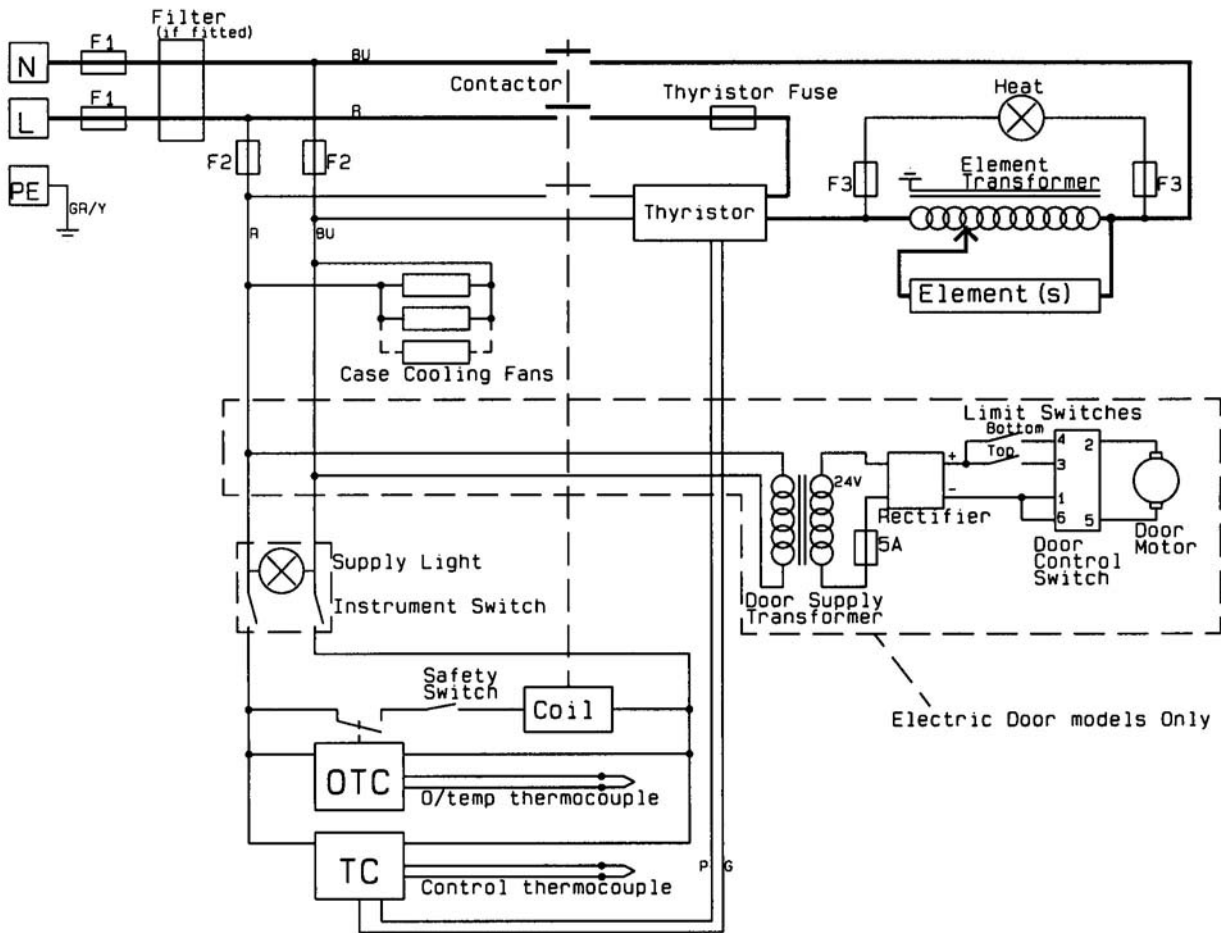 Filter
(if fitted)
F1
N
BU
Contactor
Thyristor Fuse
Heat
F1
L
R
F2
F2
Element
Transformer
F3
F3
PE
GR/Y
Thyristor
R
BU
Element(s)
Case Cooling Fans
Limit Switches
Bottom
Top
4
2
3
1
6
5
+
-
24V
Rectifier
5A
Door
Control
Switch
Door
Motor
Door Supply
Transformer
Supply Light
Instrument Switch
Safety
Switch
Coil
Electric Door models Only
OTC
O/temp thermocouple
TC
Control thermocouple
P
G